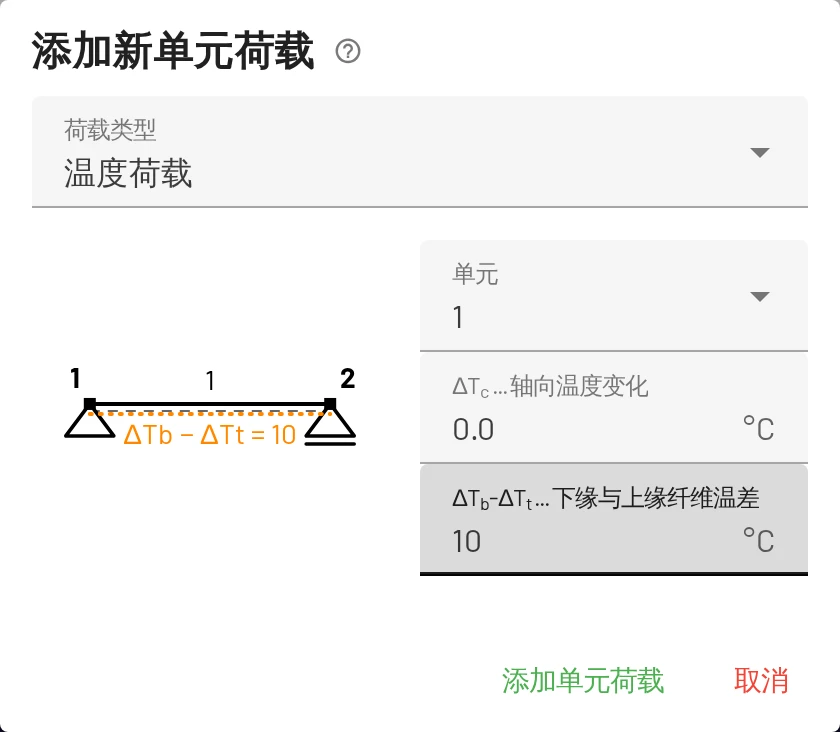 添加新单元荷载
荷载类型
温度荷载
单元
1
1 1 2
ΔTb − ΔTt = 10
ΔTc... 轴向温度变化
0.0 °C
ΔTb-ΔTt... 下缘与上缘纤维温差
10 °C
添加单元荷载 取消